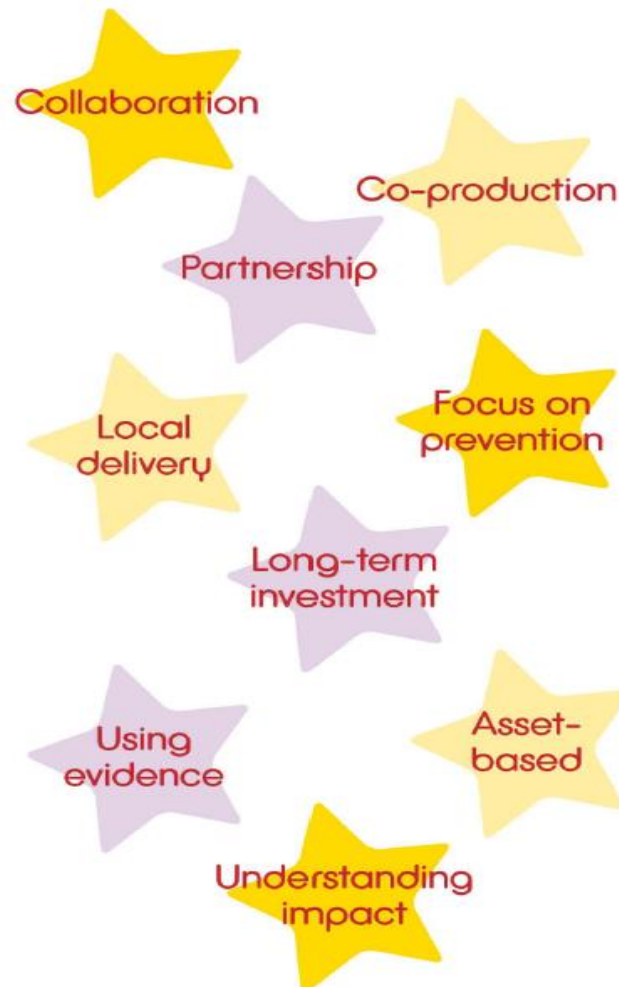 Collaboration
Co-production
Partnership
Local
delivery
Focus on
prevention
Long-term
investment
Using
evidence
Asset-
based
Understanding
impact